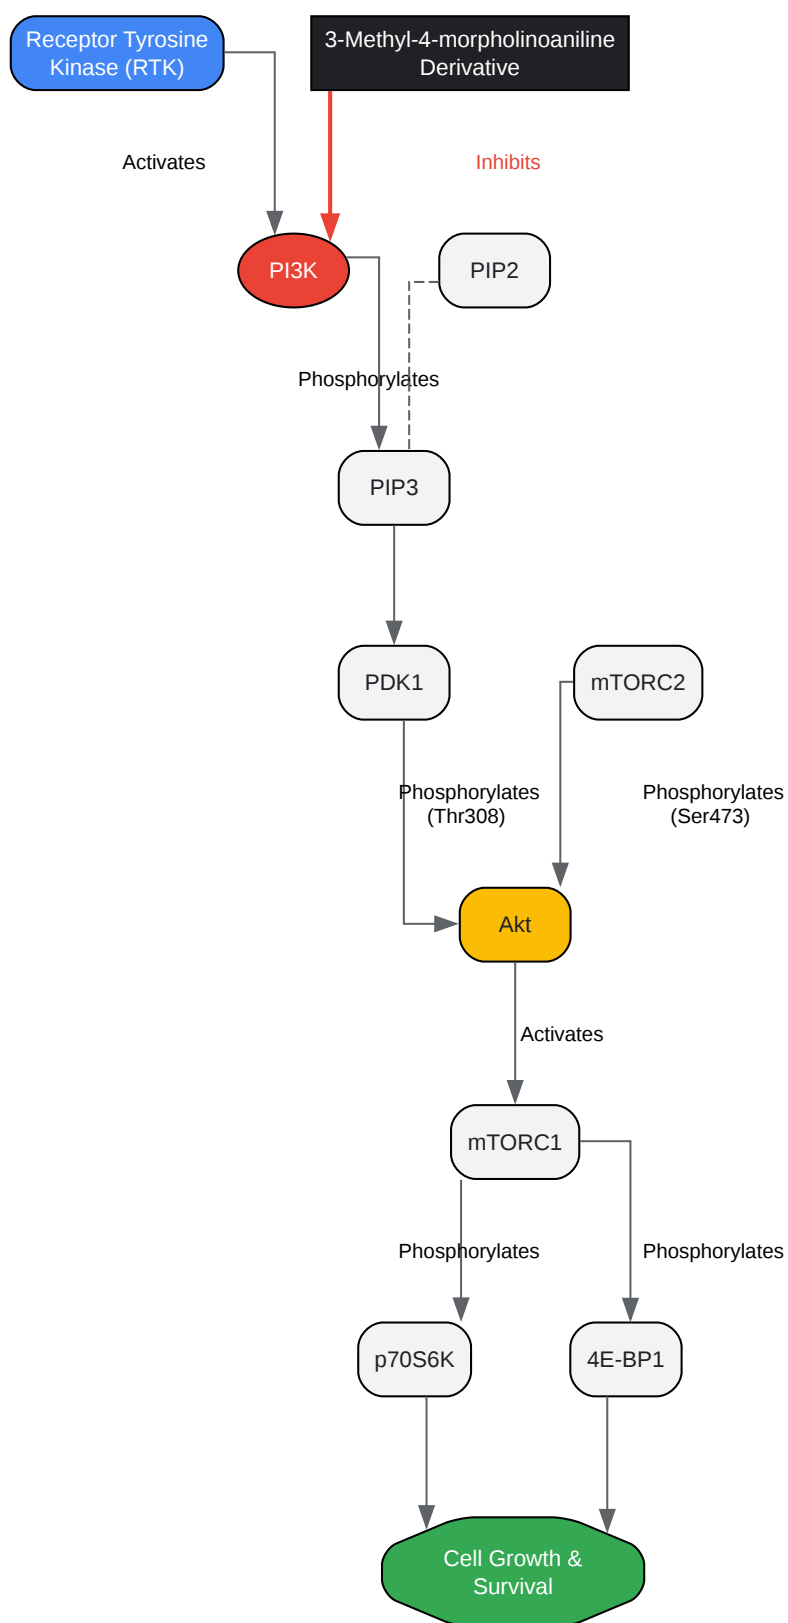 Receptor Tyrosine
Kinase (RTK)
3-Methyl-4-morpholinoaniline
Derivative
Activates
Inhibits
PI3K
PIP2
Phosphorylates
PIP3
PDK1
mTORC2
Phosphorylates
(Thr308)
Phosphorylates
(Ser473)
Akt
Activates
mTORC1
Phosphorylates
Phosphorylates
p70S6K
4E-BP1
Cell Growth &
Survival